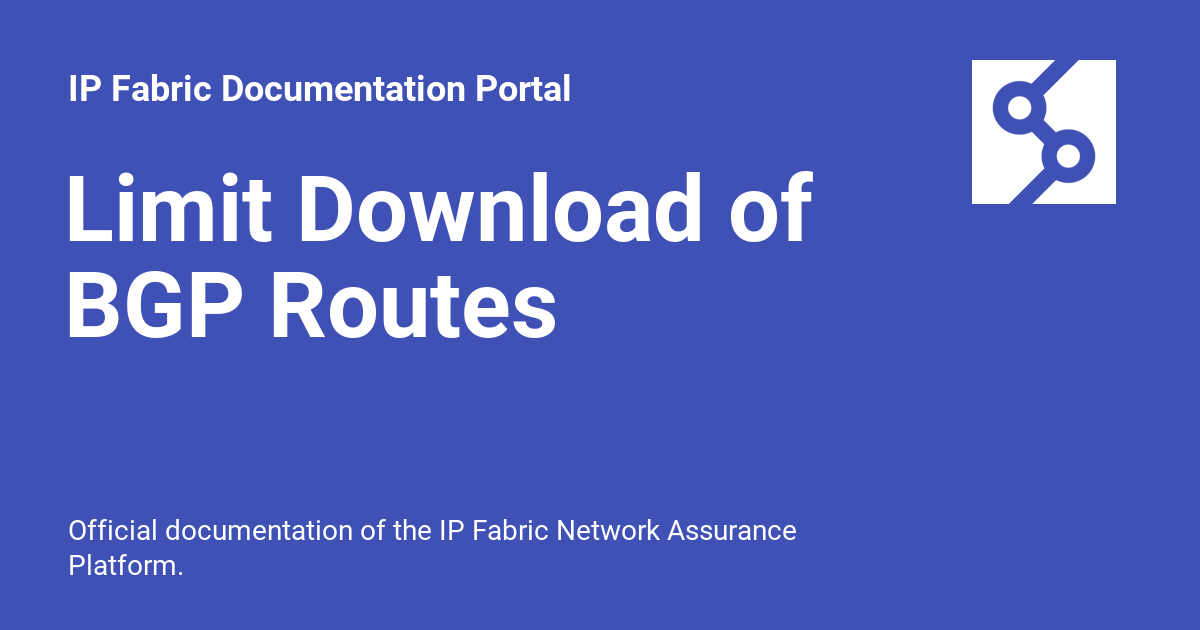 IP Fabric Documentation Portal
Limit Download of
BGP Routes
Official documentation of the IP Fabric Network Assurance
Platform.